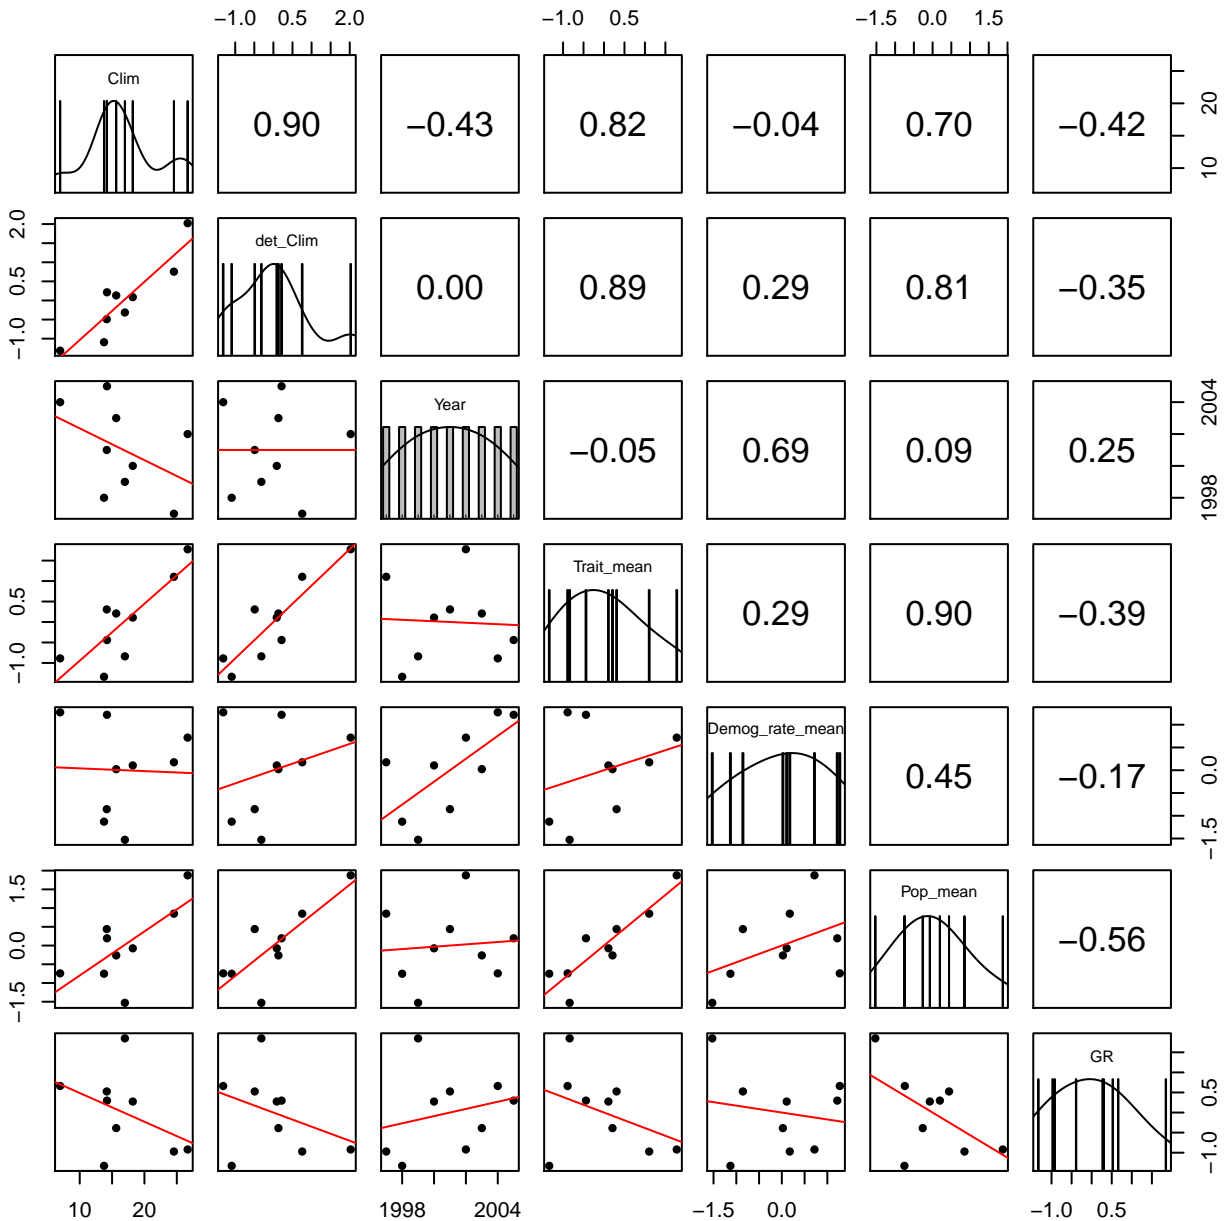 −1.0 0.5 2.0 −1.0 0.5 −1.5 0.0 1.5
Clim
0.90 −0.43 0.82 −0.04 0.70 −0.42
10 20
det_Clim
−1.0 0.5 2.0
0.00 0.89 0.29 0.81 −0.35
Year
−0.05 0.69 0.09 0.25
1998 2004
Trait_mean
−1.0 0.5
0.29 0.90 −0.39
Demog_rate_mean
0.45 −0.17
−1.5 0.0
Pop_mean
−1.5 0.0 1.5
−0.56
GR
−1.0 0.5
10 20 1998 2004 −1.5 0.0 −1.0 0.5